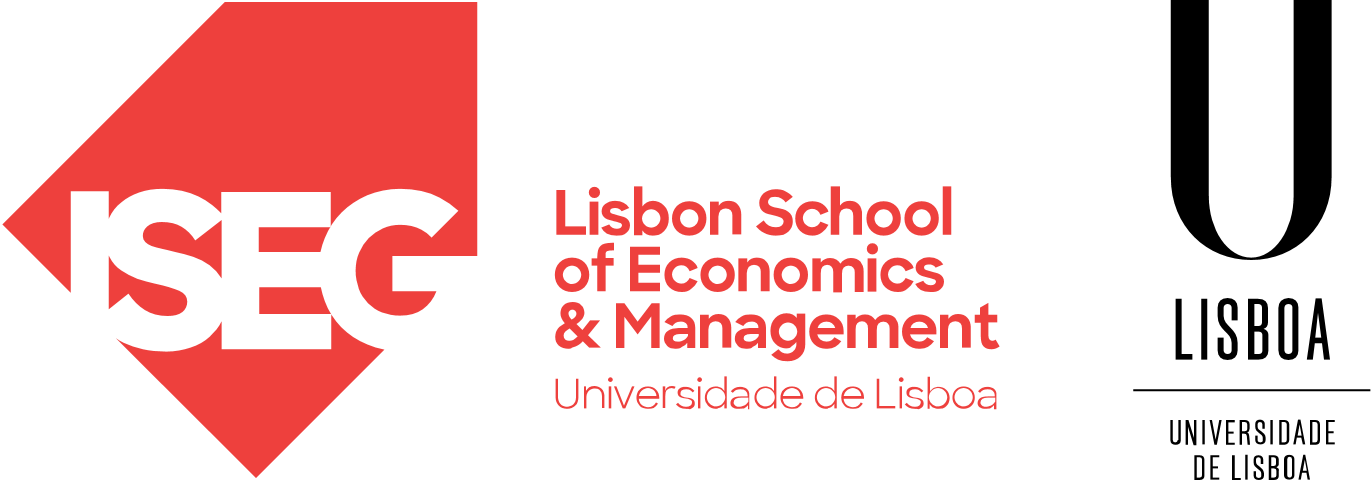 ISEG
Lisbon School
of Economics
& Management
Universidade de Lisboa
U
LISBOA
UNIVERSIDADE
DE LISBOA